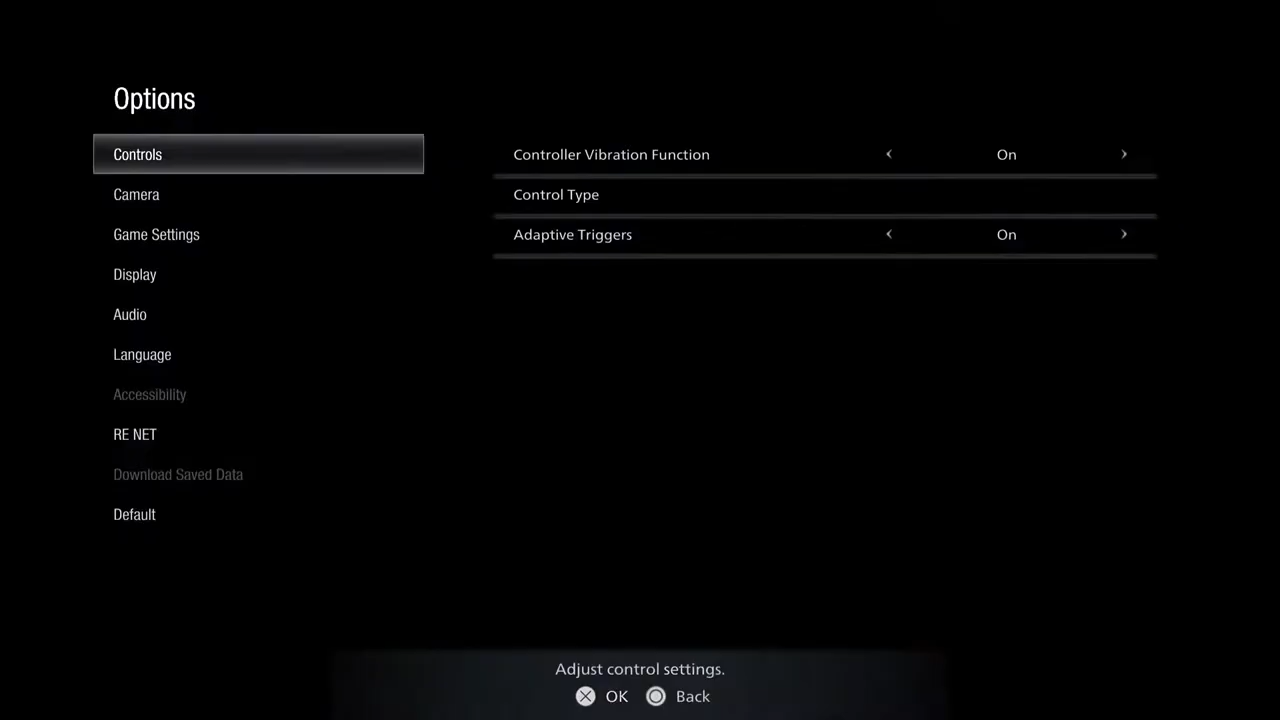 Options
Controls
Controller Vibration Function On
Camera
Control Type
Game Settings
Adaptive Triggers On
Display
Audio
Language
Accessibility
RE NET
Download Saved Data
Default
Adjust control settings.
OK Back